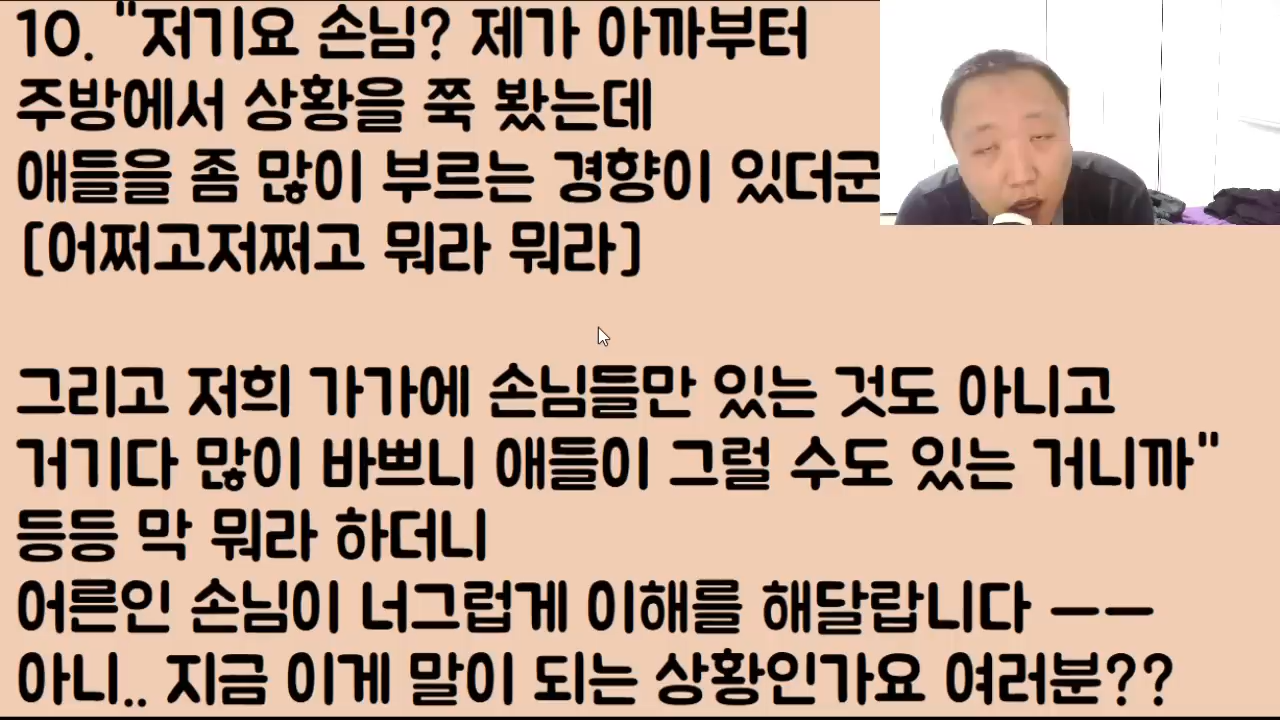 10. "저기요 손님? 제가 아까부터
주방에서 상황을 쭉 봤는데
애들을 좀 많이 부르는 경향이 있더군
[어쩌고저쩌고 뭐라 뭐라]
그리고 저희 가가에 손님들만 있는 것도 아니고
거기다 많이 바쁘니 애들이 그럴 수도 있는 거니까"
등등 막 뭐라 하더니
어른인 손님이 너그럽게 이해를 해달랍니다 ㅡㅡ
아니.. 지금 이게 말이 되는 상황인가요 여러분??